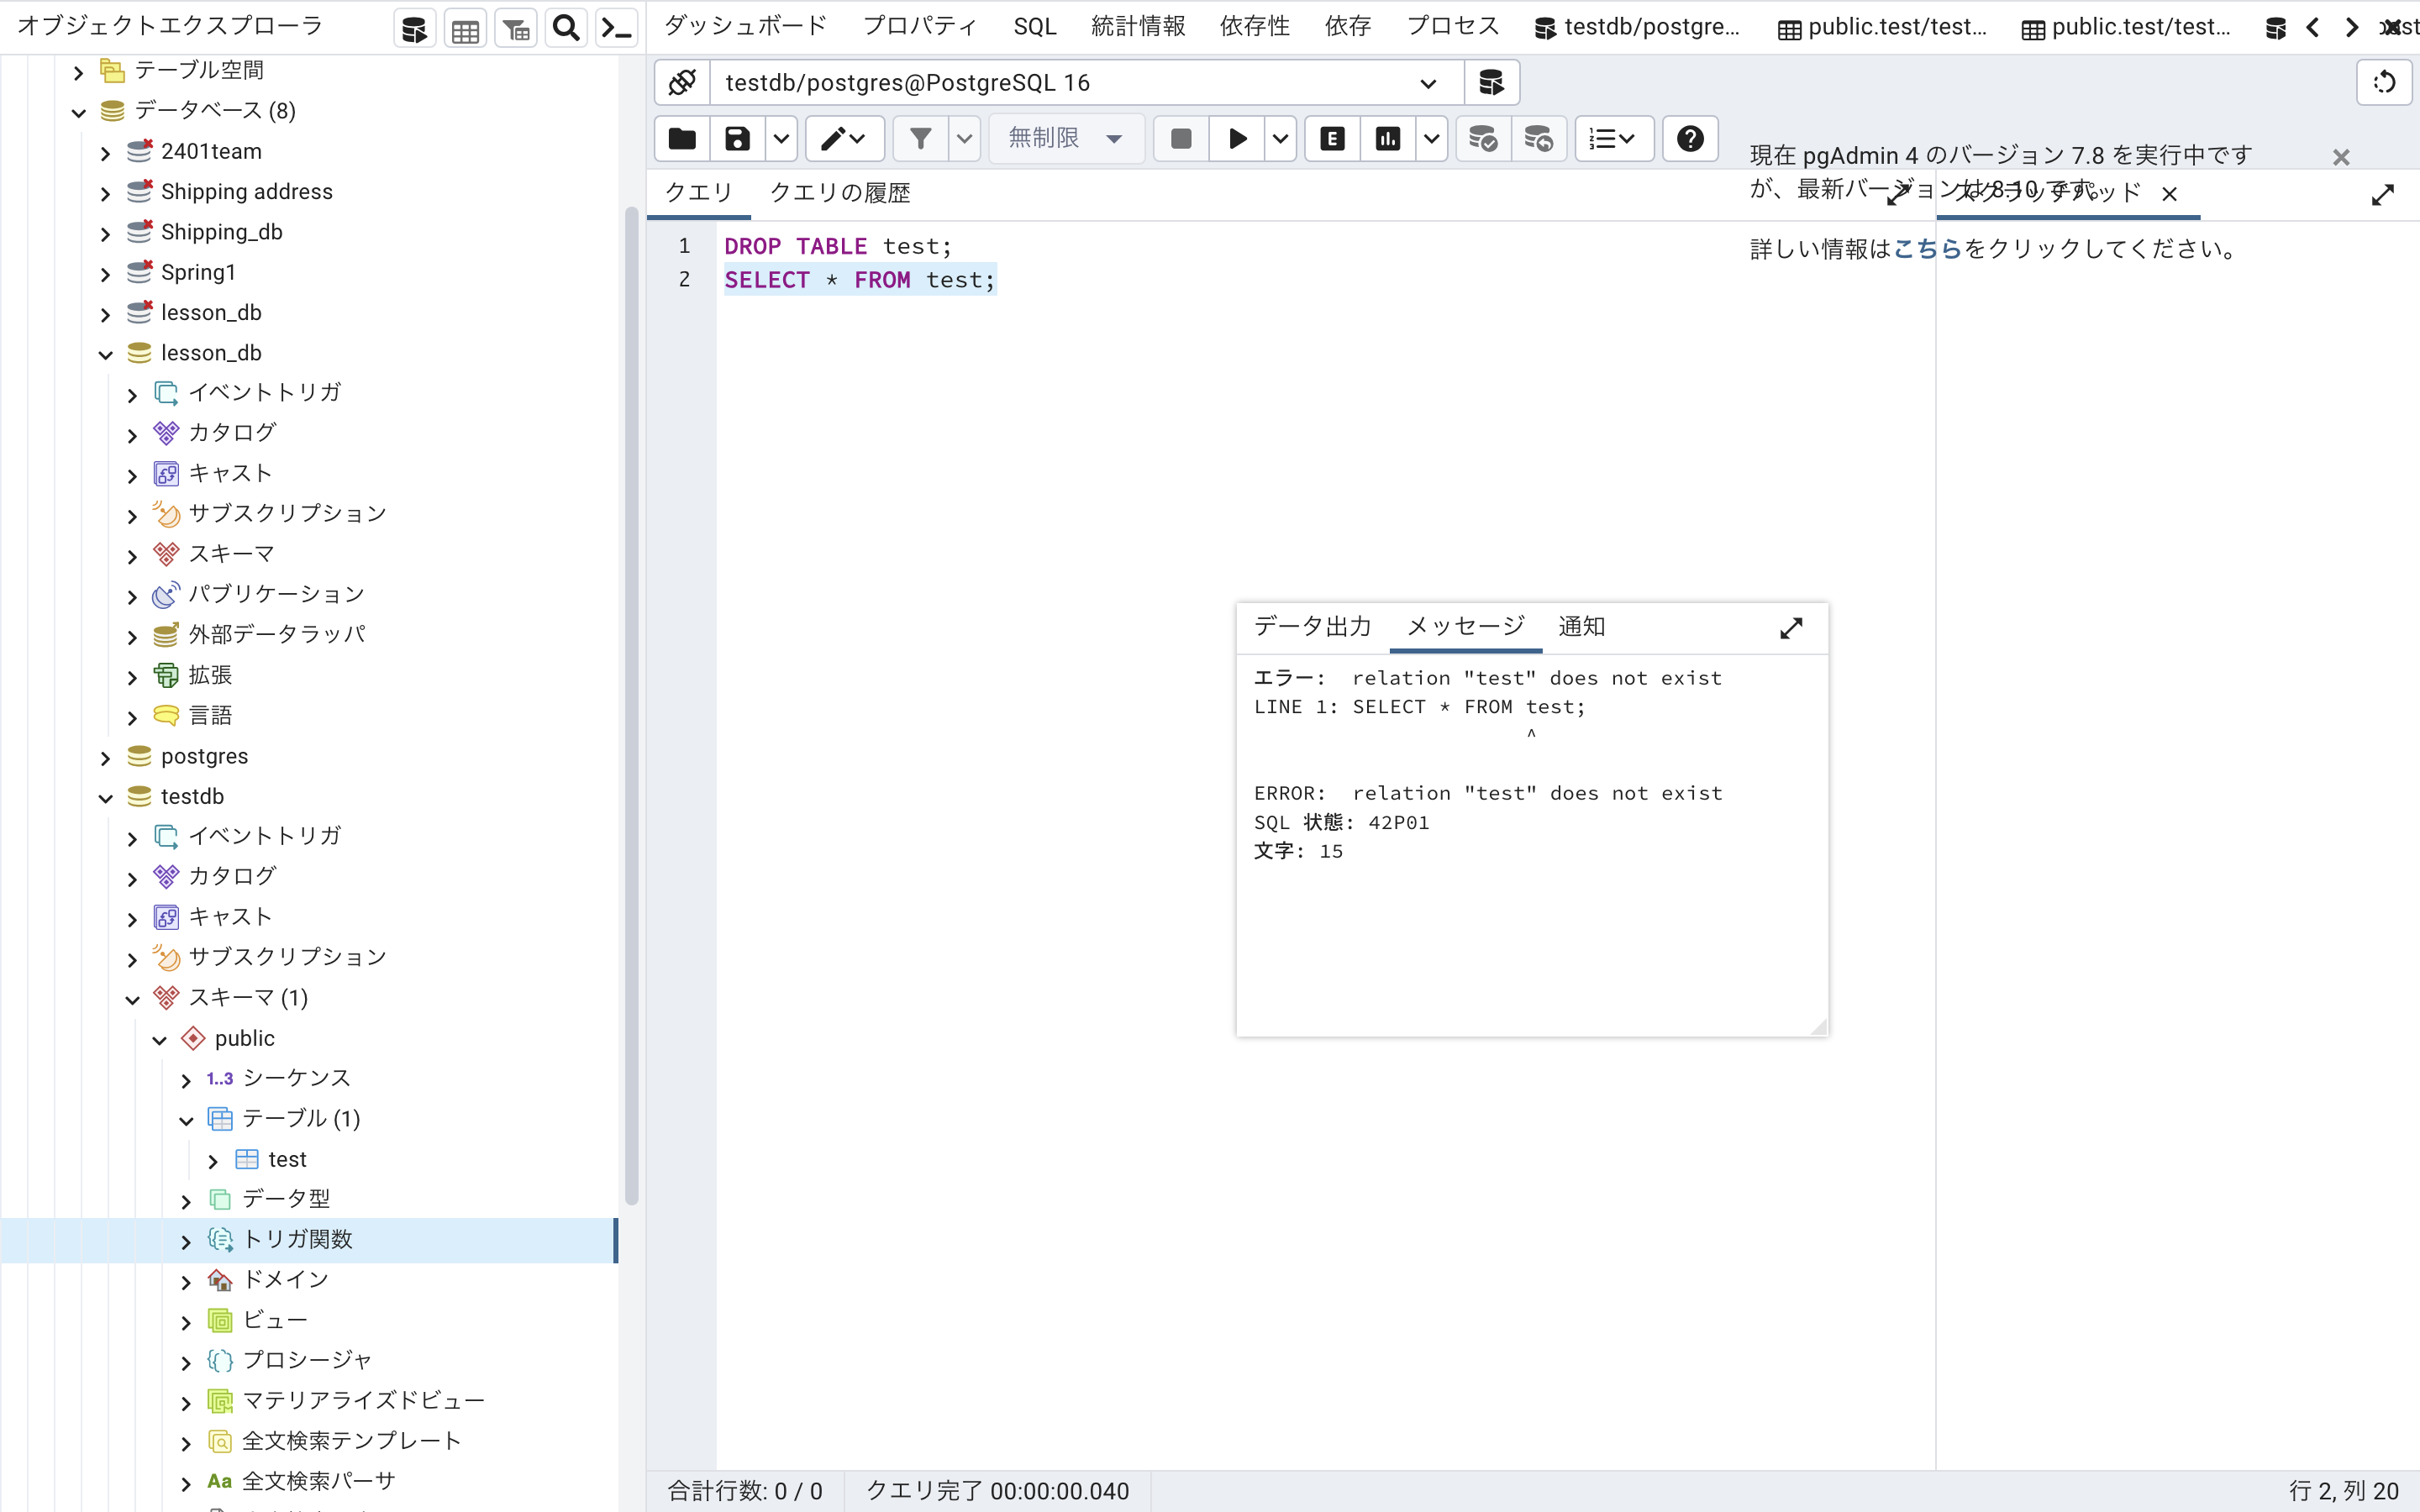 オブジェクトエクスプローラ
ダッシュボード プロパティ SQL 統計情報 依存性 依存 プロセス testdb/postgre... public.test/test... public.test/test...
テーブル空間
データベース (8)
2401team
Shipping address
Shipping_db
Spring1
lesson_db
lesson_db
イベントトリガ
カタログ
キャスト
サブスクリプション
スキーマ
パブリケーション
外部データラッパ
拡張
言語
postgres
testdb
イベントトリガ
カタログ
キャスト
サブスクリプション
スキーマ (1)
public
1..3 シーケンス
テーブル (1)
test
データ型
トリガ関数
ドメイン
ビュー
プロシージャ
マテリアライズドビュー
全文検索テンプレート
Aa 全文検索パーサ
testdb/postgres@PostgreSQL 16
無制限
E
現在 pgAdmin 4 のバージョン 7.8 を実行中です
が、最新バージョンは 8.10 です。
詳しい情報はこちらをクリックしてください。
クエリ クエリの履歴
スクラッチパッド
1 DROP TABLE test;
2 SELECT * FROM test;
データ出力 メッセージ 通知
エラー: relation "test" does not exist
LINE 1: SELECT * FROM test;
^
ERROR: relation "test" does not exist
SQL 状態: 42P01
文字: 15
合計行数: 0 / 0 クエリ完了 00:00:00.040
行 2, 列 20